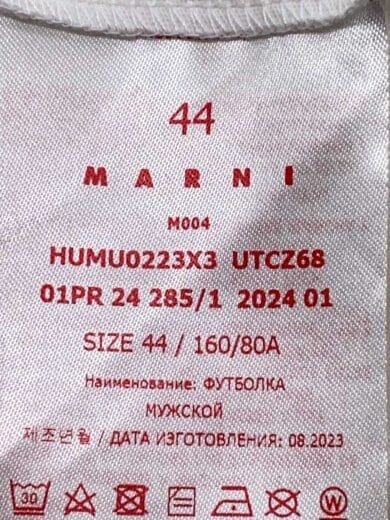 44
MARNI
M004
HUMU0223X3 UTCZ68
01PR 24 285/1 2024 01
SIZE 44 / 160/80A
Наименование: ФУТБОЛКА
МУЖСКОЙ
제조년월 / ДАТА ИЗГОТОВЛЕНИЯ: 08.2023
30